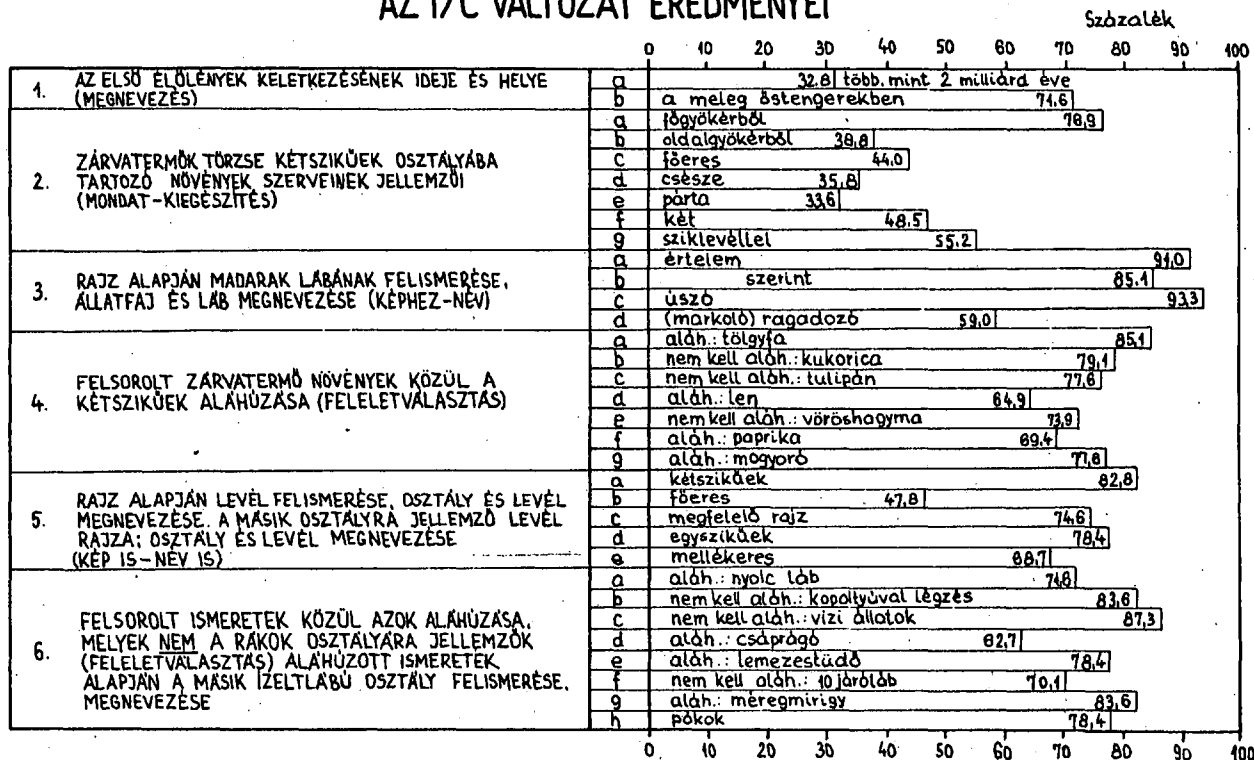 AZ I/C VÁLTOZAT EREDMÉNYEI
Százalék
0 10 20 30 40 50 60 70 80 90 100
1. AZ ELSŐ ÉLŐLÉNYEK KELETKEZÉSÉNEK IDEJE ÉS HELYE
(MEGNEVEZÉS)
a 32.8 több mint 2 milliárd éve
b a meleg őstengerekben 71.6
2. ZÁRVATERMŐK TÖRZSE KÉTSZIKŰEK OSZTÁLYÁBA
TARTOZÓ NÖVÉNYEK SZERVEINEK JELLEMZŐI
(MONDAT-KIEGÉSZÍTÉS)
a főgyökérből 76,9
b oldalgyökérből 38,8
c főeres 44.0
d csésze 35,8
e párta 33,6
f két 48.5
g sziklevéllel 55.2
3. RAJZ ALAPJÁN MADARAK LÁBÁNAK FELISMERÉSE,
ÁLLATFAJ ÉS LÁB MEGNEVEZÉSE (KÉPHEZ-NÉV)
a értelem 91,0
b szerint 85.1
c úszó 93,3
d (markoló) ragadozó 59,0
4. FELSOROLT ZÁRVATERMŐ NÖVÉNYEK KÖZÜL A
KÉTSZIKŰEK ALÁHÚZÁSA (FELELETVÁLASZTÁS)
a aláh.: tölgyfa 85,1
b nem kell aláh.: kukorica 79,1
c nem kell aláh.: tulipán 77,6
d aláh.: len 64,9
e nem kell aláh.: vöröshagyma 73,9
f aláh.: paprika 69.4
g aláh.: mogyoró 77,6
5. RAJZ ALAPJÁN LEVÉL FELISMERÉSE, OSZTÁLY ÉS LEVÉL
MEGNEVEZÉSE. A MÁSIK OSZTÁLYRA JELLEMZŐ LEVÉL
RAJZA; OSZTÁLY ÉS LEVÉL MEGNEVEZÉSE
(KÉP IS-NÉV IS)
a kétszikűek 82,8
b főeres 47,8
c megfelelő rajz 74,6
d egyszikűek 78,4
e mellékeres 68,7
6. FELSOROLT ISMERETEK KÖZÜL AZOK ALÁHÚZÁSA,
MELYEK NEM A RÁKOK OSZTÁLYÁRA JELLEMZŐK
(FELELETVÁLASZTÁS) ALÁHÚZOTT ISMERETEK
ALAPJÁN A MÁSIK IZELTLÁBÚ OSZTÁLY FELISMERÉSE,
MEGNEVEZÉSE
a aláh.: nyolc láb 71,6
b nem kell aláh.: kopoltyúval légzés 83,6
c nem kell aláh.: vízi állatok 87,3
d aláh.: csáprágó 62,7
e aláh.: lemezestüdő 78,4
f nem kell aláh.: 10 járóláb 70,1
g aláh.: méregmirigy 83,6
h pókok 78,4
0 10 20 30 40 50 60 70 80 90 100